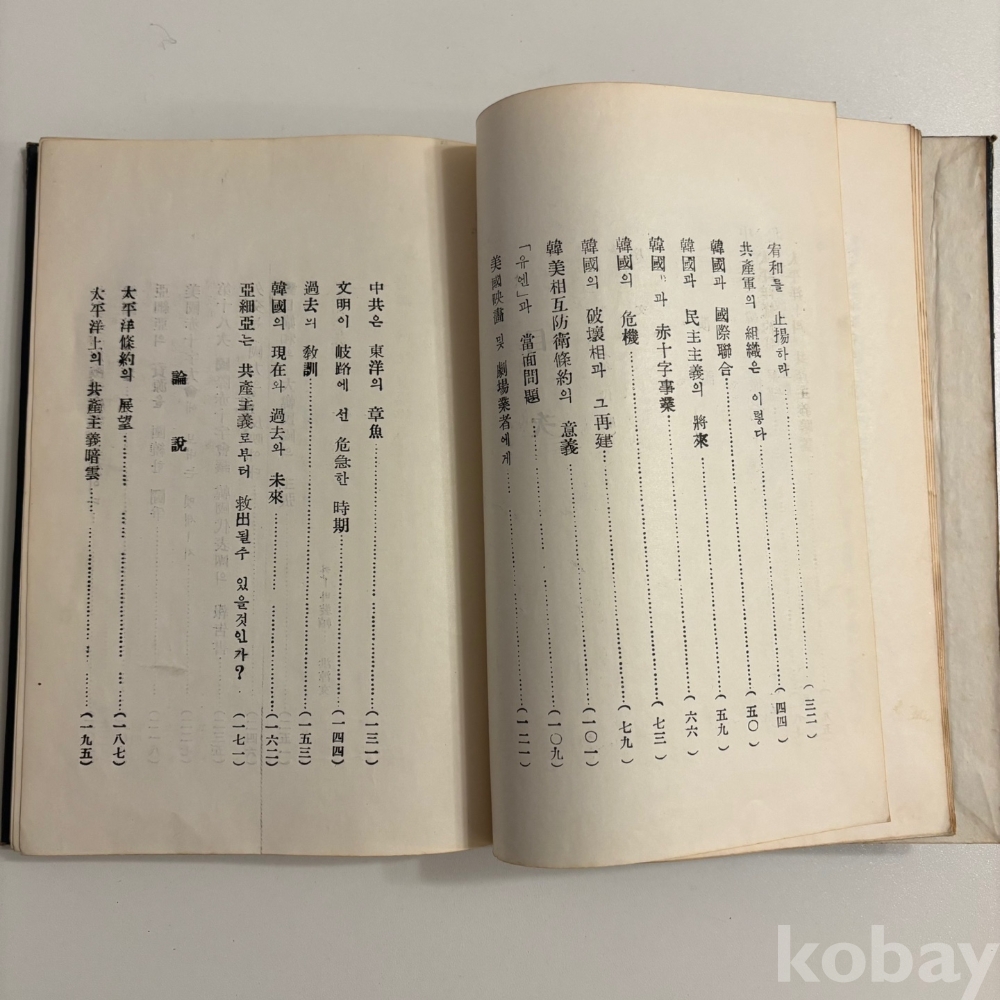 宥和를 止揚하라 (三二)
共產軍의 組織은 이렇다 (四四)
韓國과 國際聯合 (五〇)
韓國과 民主主義의 將來 (五九)
韓國과 赤十字事業 (六六)
韓國의 危機 (七三)
韓國의 破壞相과 그 再建 (七九)
韓美相互防衛條約의 意義 (一〇一)
「유엔」과 當面問題 (一〇九)
美國映畵 및 劇場業者에게 (一二一)
中共은 東洋의 章魚 (一三一)
文明이 岐路에 선 危急한 時期 (一四四)
過去의 敎訓 (一五三)
韓國의 現在와 過去와 未來 (一六二)
亞細亞는 共產主義로부터 救出될수 있을것인가? (一七一)
論說
太平洋條約의 展望 (一八七)
太平洋上의 共產主義暗雲 (一九五)
kobay